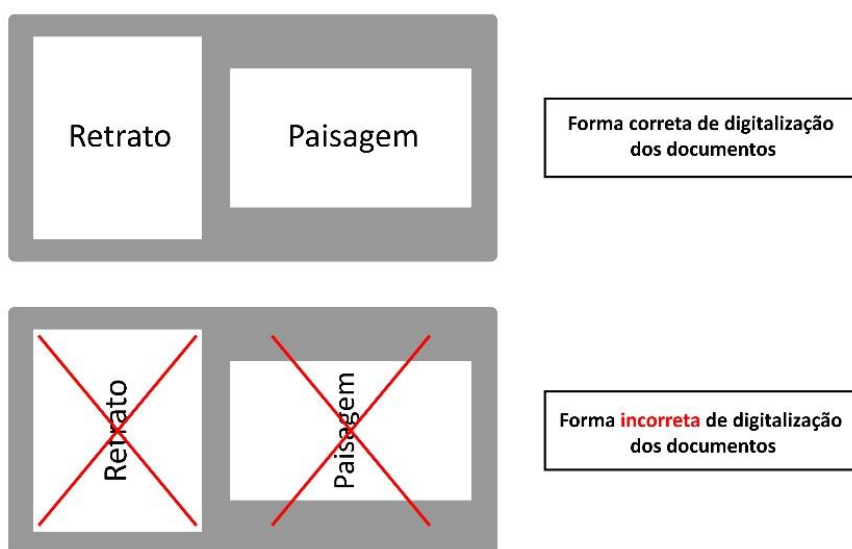 Retrato
Paisagem
Forma correta de digitalização
dos documentos
Retrato
Paisagem
Forma incorreta de digitalização
dos documentos